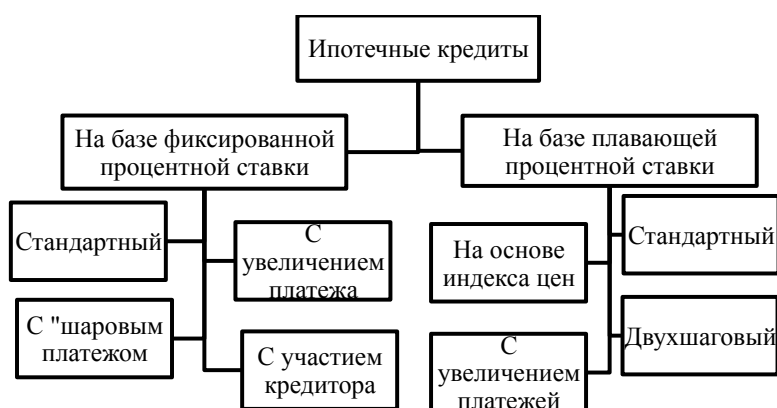 Ипотечные кредиты
На базе фиксированной
процентной ставки
На базе плавающей
процентной ставки
Стандартный
С
увеличением
платежа
С "шаровым
платежом
С участием
кредитора
На основе
индекса цен
Стандартный
С
увеличением
платежей
Двухшаговый